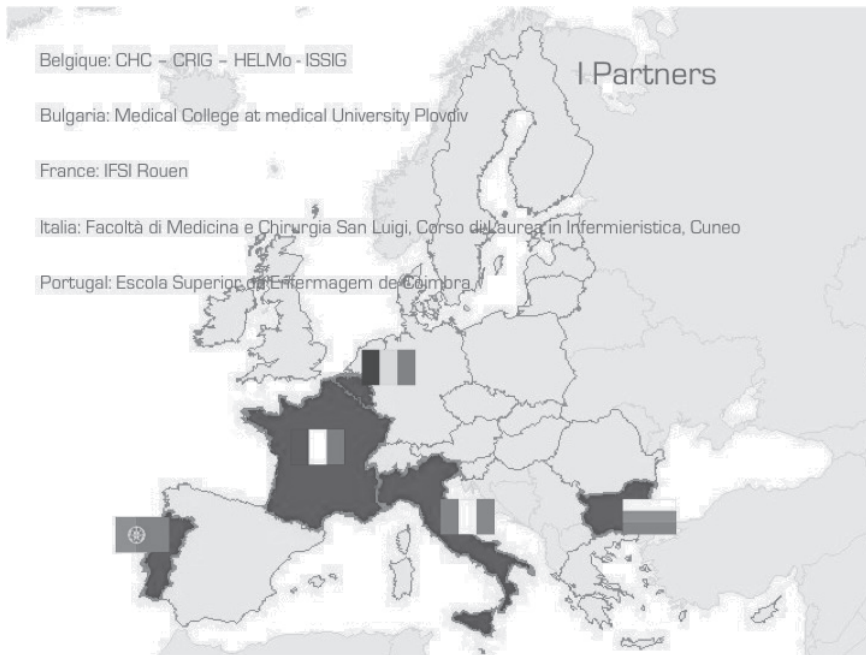 I Partners
Belgique: CHC – CRIG – HELMo - ISSIG
Bulgaria: Medical College at medical University Plovdiv
France: IFSI Rouen
Italia: Facoltà di Medicina e Chirurgia San Luigi, Corso di Laurea in Infermieristica, Cuneo
Portugal: Escola Superior de Enfermagem de Coimbra